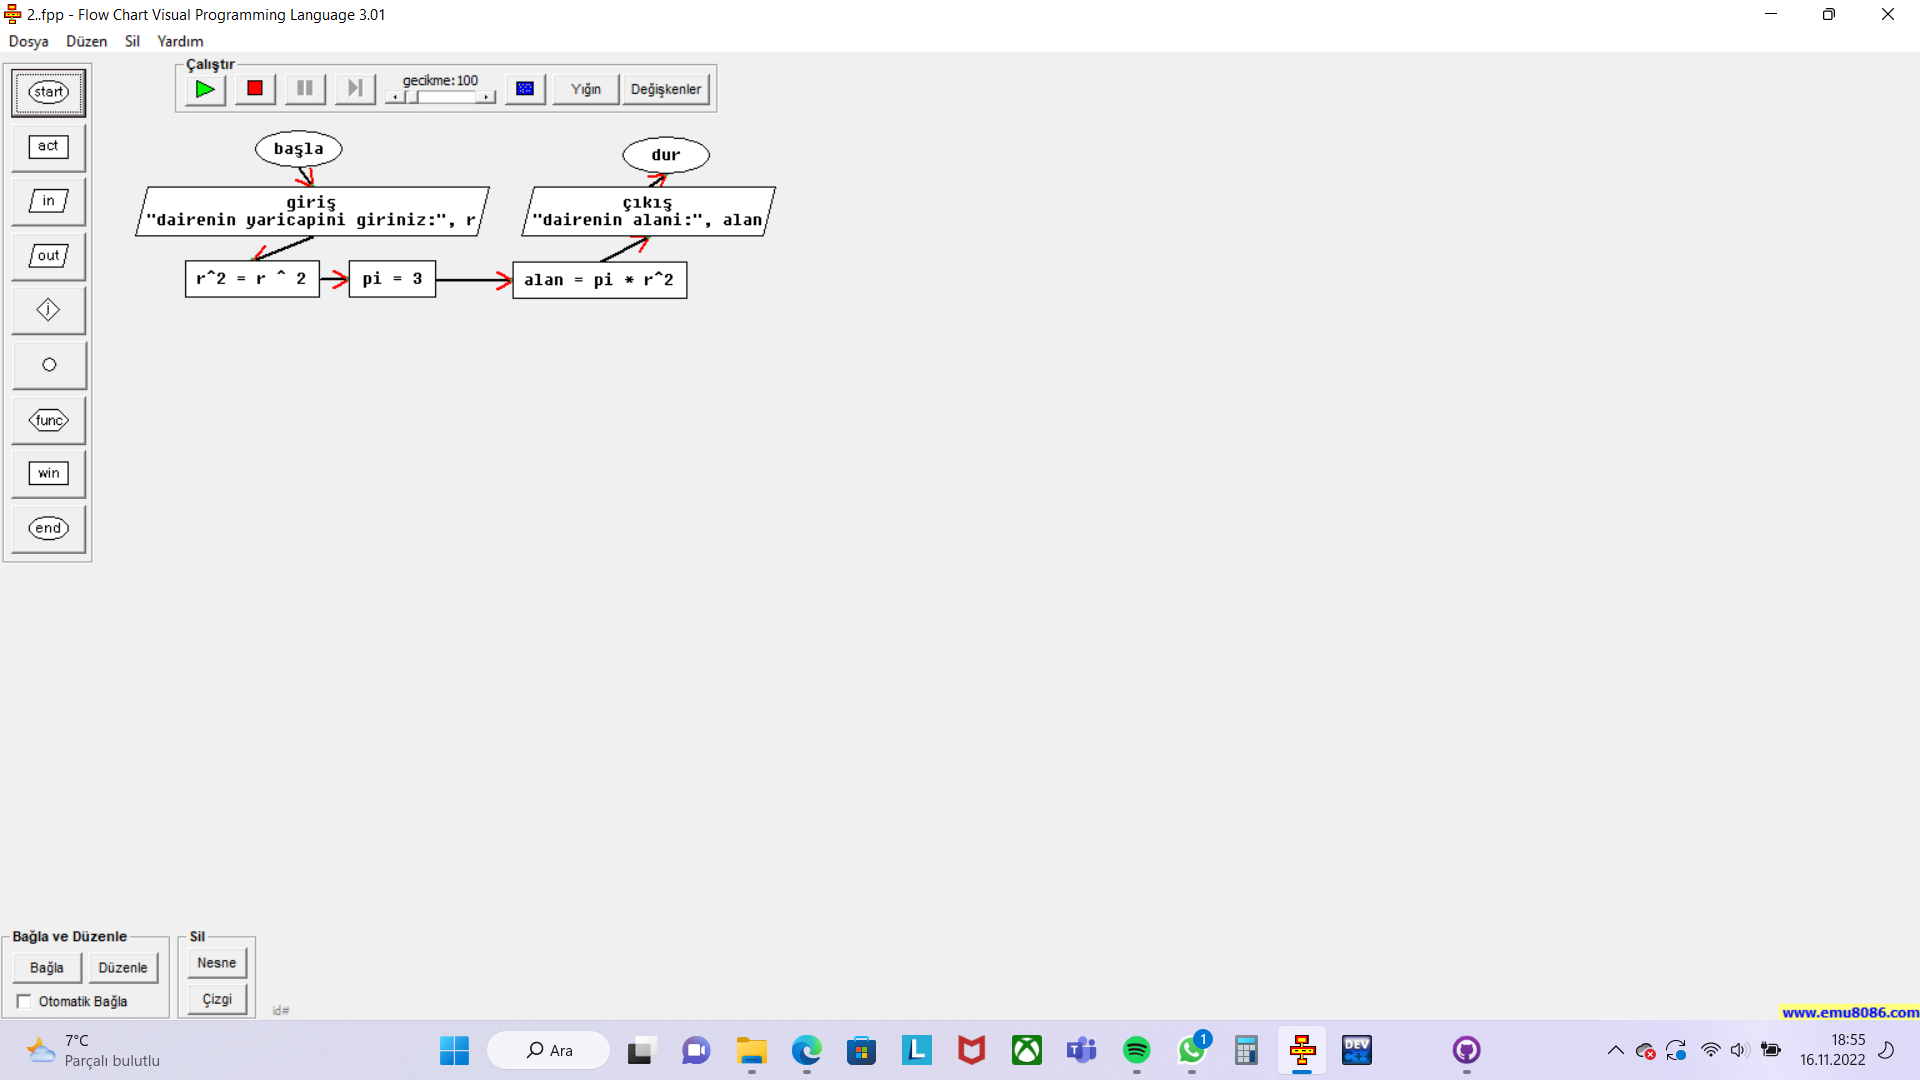 2..fpp - Flow Chart Visual Programming Language 3.01
Dosya Düzen Sil Yardım
Çalıştır
gecikme:100
Yığın
Değişkenler
start
act
in
out
j
func
win
end
başla
giriş
"dairenin yaricapini giriniz:", r
r^2 = r ^ 2
pi = 3
alan = pi * r^2
çıkış
"dairenin alani:", alan
dur
Bağla ve Düzenle
Bağla
Düzenle
Otomatik Bağla
Sil
Nesne
Çizgi
id#
www.emu8086.com
7°C
Parçalı bulutlu
Ara
L
1
DEV
C++
18:55
16.11.2022